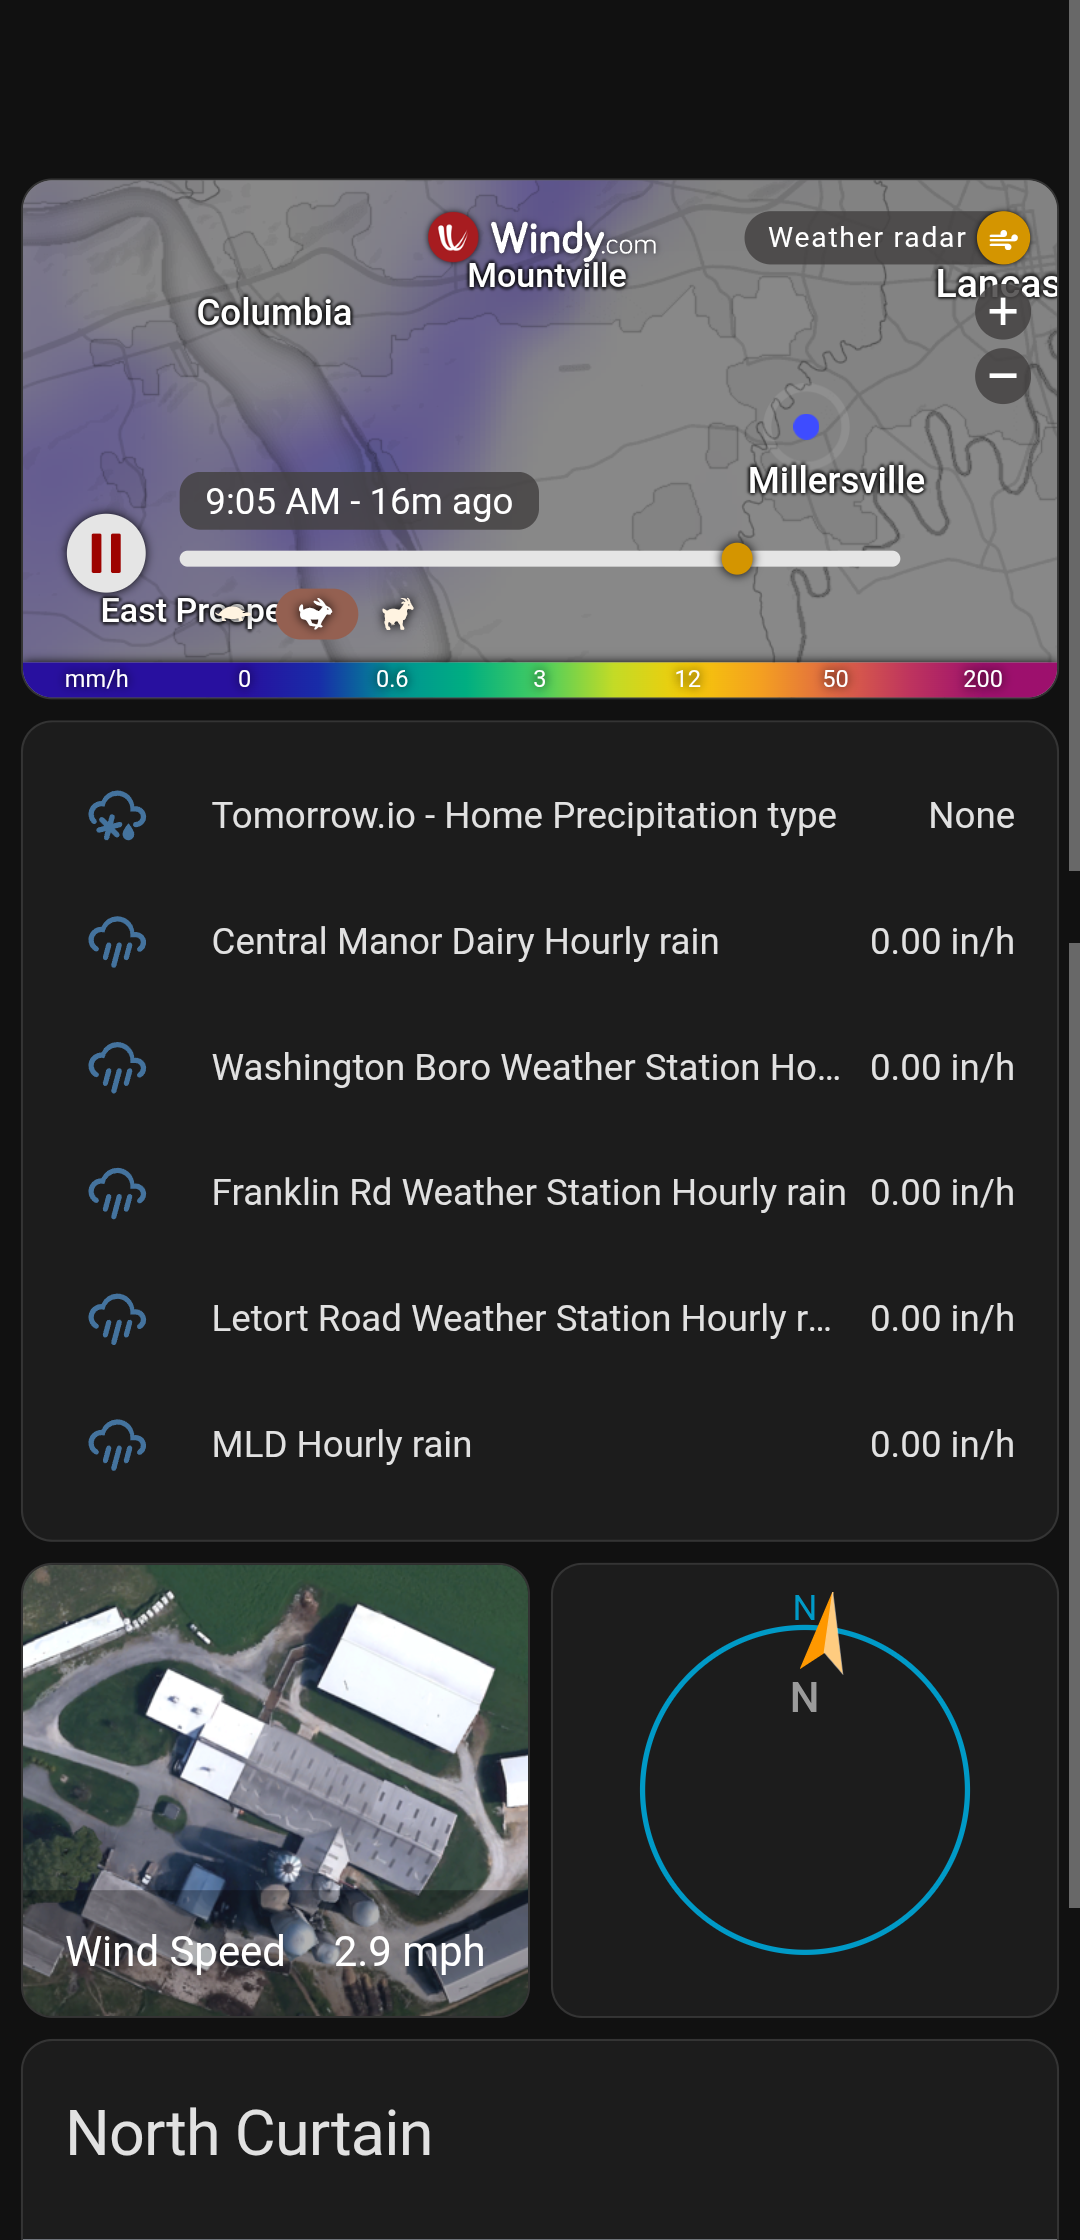 Windy.com
Weather radar
Mountville
Lancas
Columbia
+
−
Millersville
9:05 AM - 16m ago
East Prospe
mm/h 0 0.6 3 12 50 200
Tomorrow.io - Home Precipitation type None
Central Manor Dairy Hourly rain 0.00 in/h
Washington Boro Weather Station Ho... 0.00 in/h
Franklin Rd Weather Station Hourly rain 0.00 in/h
Letort Road Weather Station Hourly r... 0.00 in/h
MLD Hourly rain 0.00 in/h
Wind Speed 2.9 mph
N
N
North Curtain